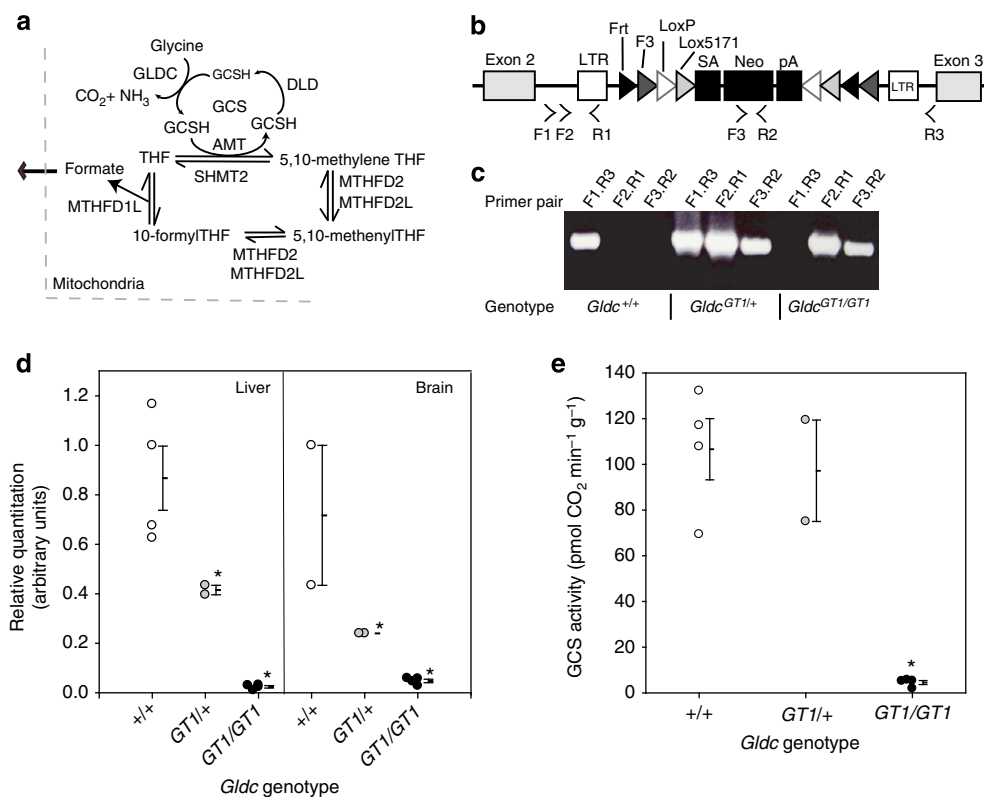 a
Glycine
GLDC
GCSH
DLD
CO2+ NH3
GCS
GCSH
GCSH
AMT
THF
5,10-methylene THF
Formate
SHMT2
MTHFD2
MTHFD2L
MTHFD1L
10-formylTHF
5,10-methenylTHF
MTHFD2
MTHFD2L
Mitochondria
b
LoxP
Frt
F3
Lox5171
Exon 2
LTR
SA
Neo
pA
LTR
Exon 3
F1
F2
R1
F3
R2
R3
c
Primer pair
F1.R3
F2.R1
F3.R2
F1.R3
F2.R1
F3.R2
F1.R3
F2.R1
F3.R2
Genotype
Gldc+/+
GldcGT1/+
GldcGT1/GT1
d
Liver
Brain
Relative quantitation
(arbitrary units)
1.2
1.0
0.8
0.6
0.4
0.2
0.0
*
*
*
*
+/+
GT1/+
GT1/GT1
+/+
GT1/+
GT1/GT1
Gldc genotype
e
GCS activity (pmol CO2 min−1 g−1)
140
120
100
80
60
40
20
0
*
+/+
GT1/+
GT1/GT1
Gldc genotype